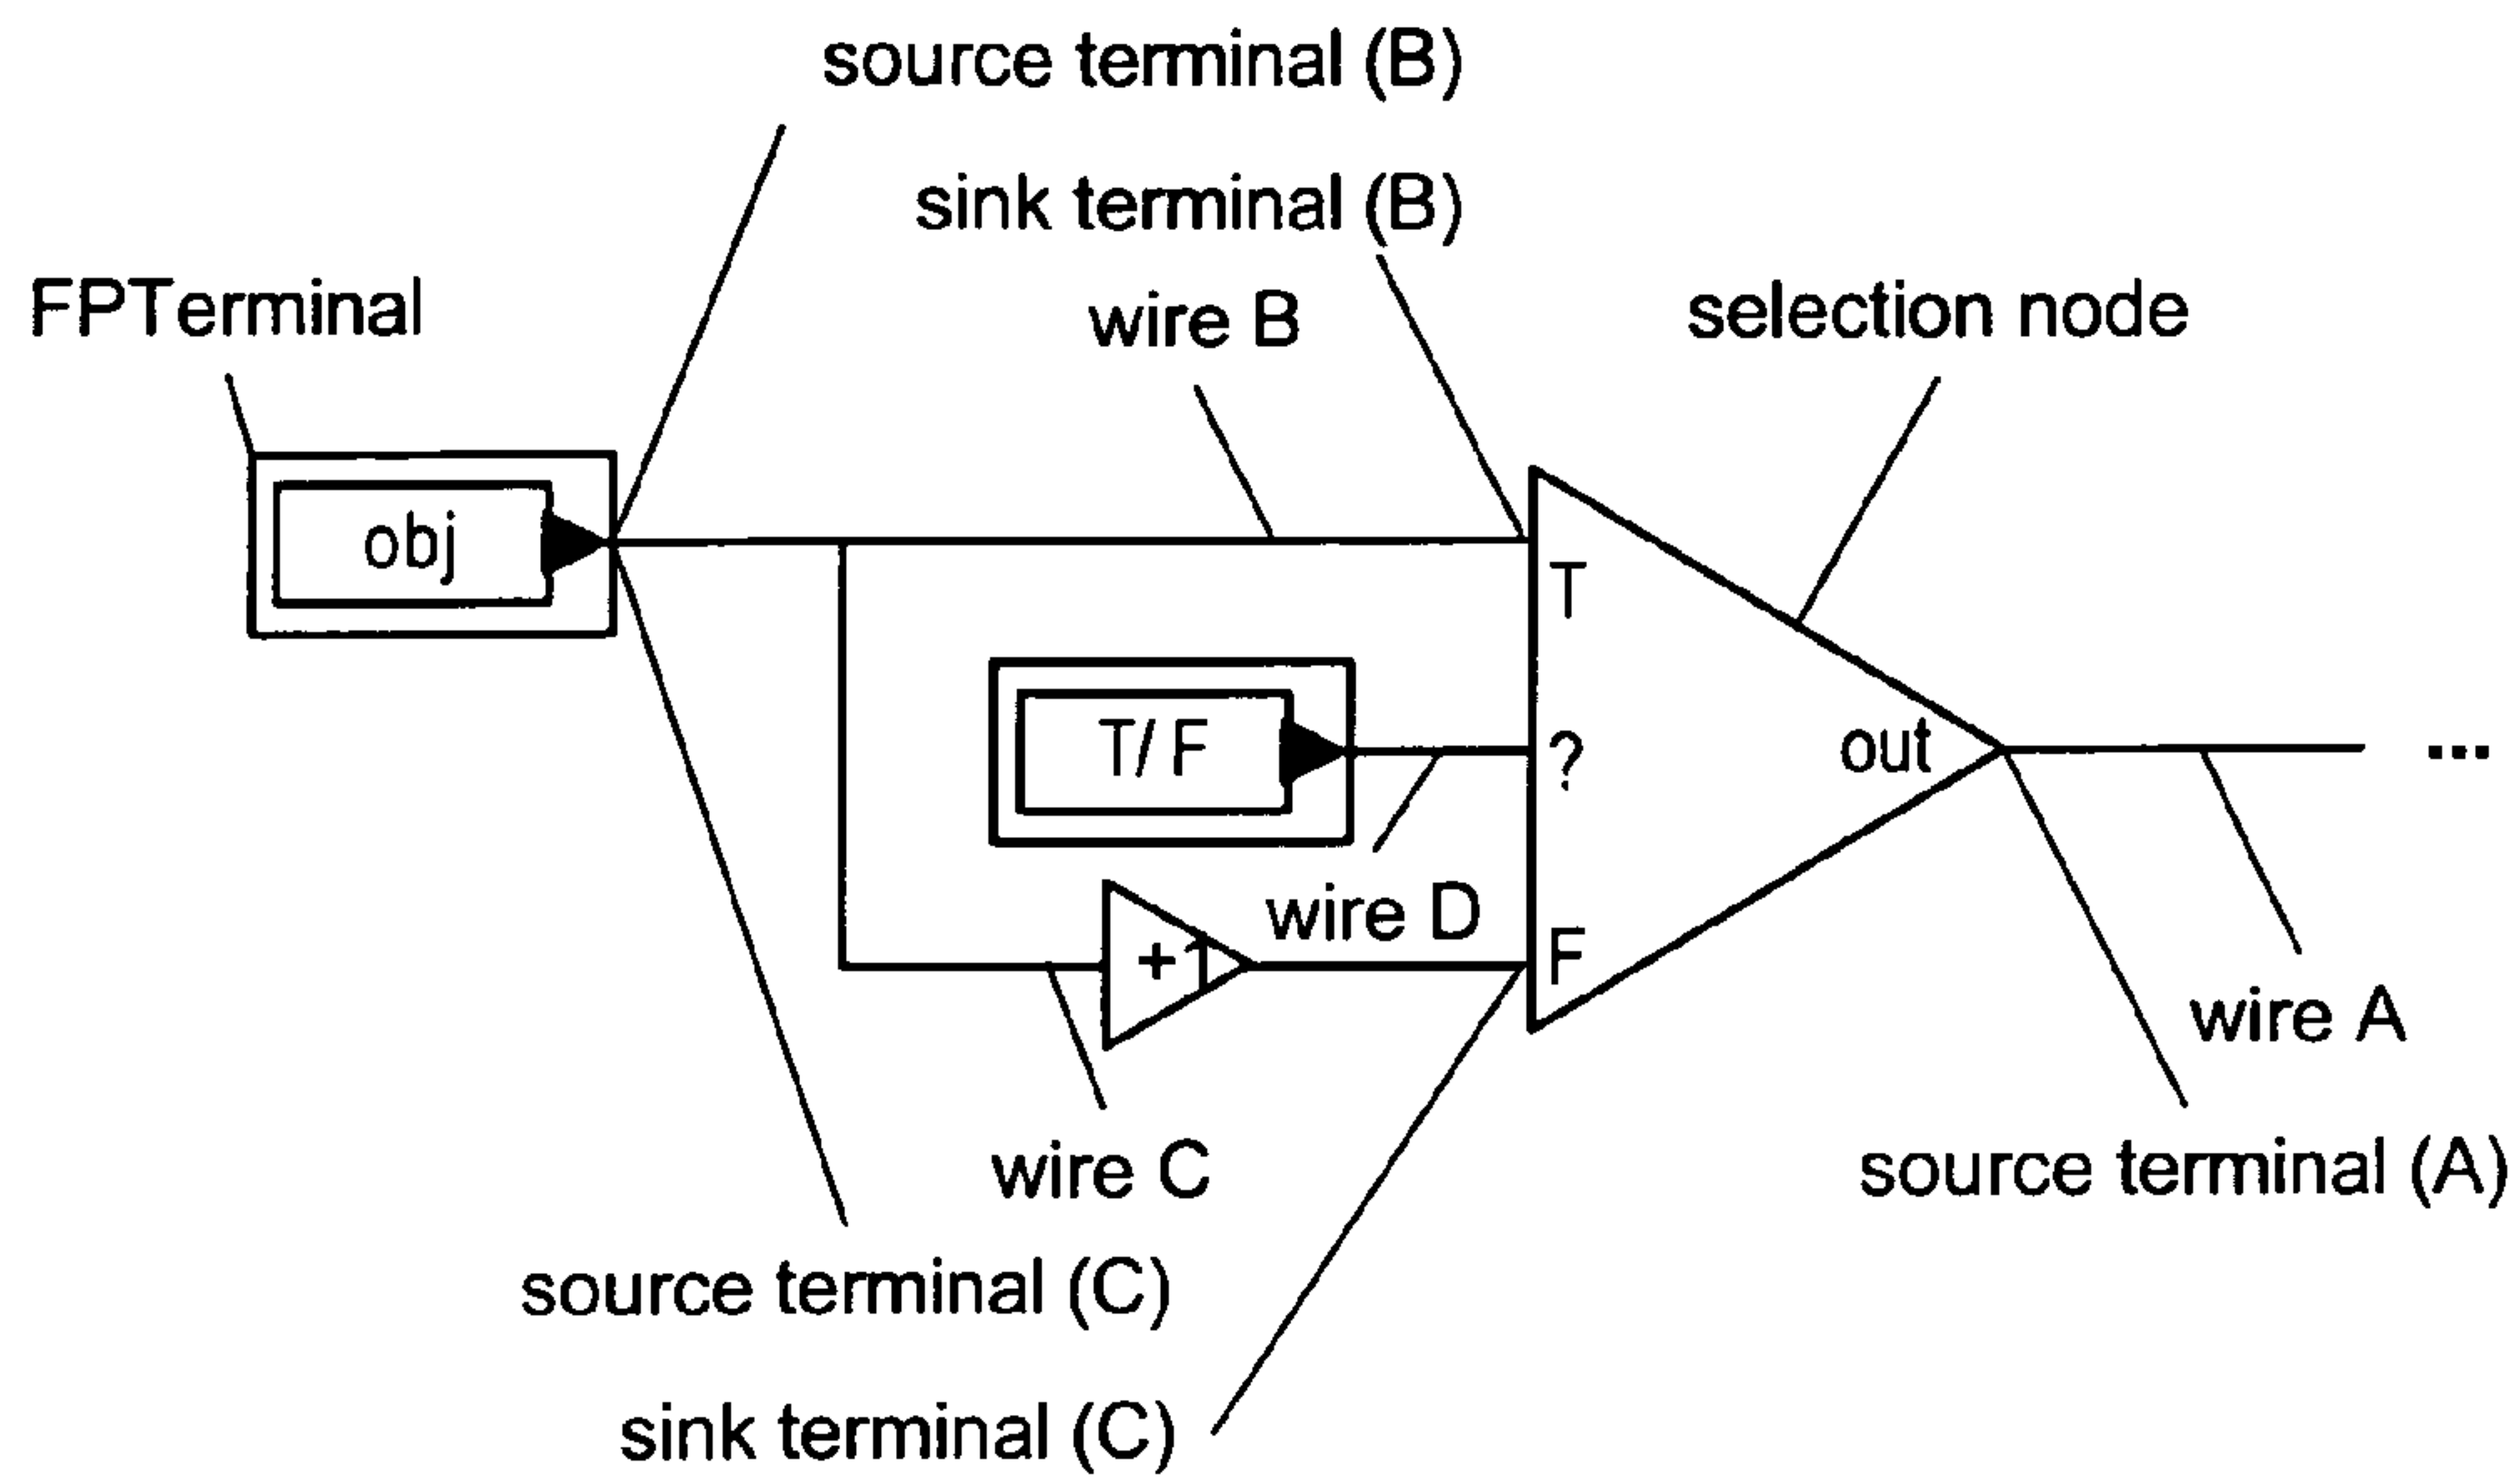 source terminal (B)
sink terminal (B)
FPTerminal
wire B
selection node
obj
T
T/F
?
out
...
wire D
+1
F
wire A
wire C
source terminal (A)
source terminal (C)
sink terminal (C)